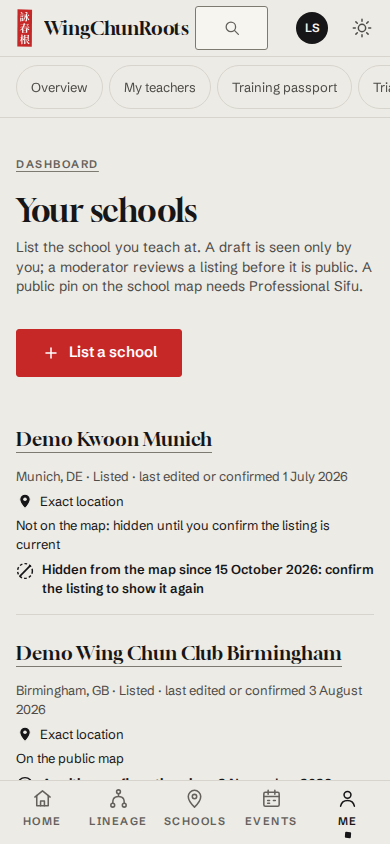 詠春根
WingChunRoots
LS
Overview
My teachers
Training passport
DASHBOARD
Your schools
List the school you teach at. A draft is seen only by
you; a moderator reviews a listing before it is public. A
public pin on the school map needs Professional Sifu.
+ List a school
Demo Kwoon Munich
Munich, DE · Listed · last edited or confirmed 1 July 2026
Exact location
Not on the map: hidden until you confirm the listing is
current
Hidden from the map since 15 October 2026: confirm
the listing to show it again
Demo Wing Chun Club Birmingham
Birmingham, GB · Listed · last edited or confirmed 3 August
2026
Exact location
On the public map
HOME
LINEAGE
SCHOOLS
EVENTS
ME